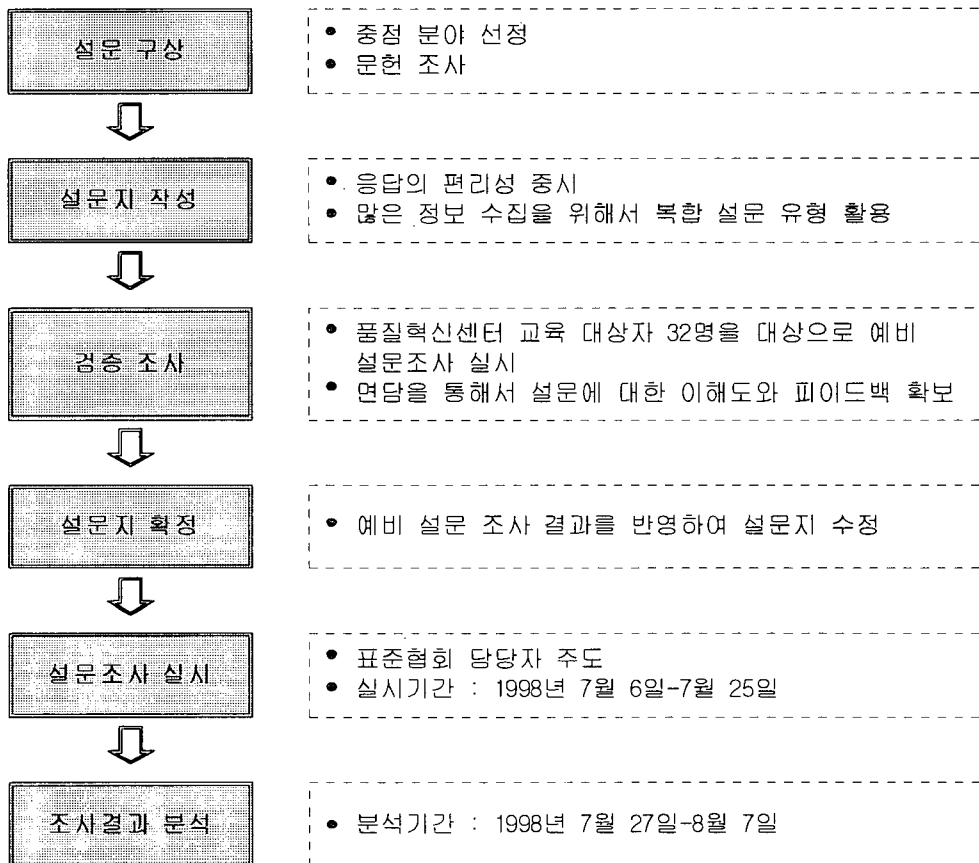 설문 구상
• 중점 분야 선정
• 문헌 조사
설문지 작성
• 응답의 편리성 중시
• 많은 정보 수집을 위해서 복합 설문 유형 활용
검증 조사
• 품질혁신센터 교육 대상자 32명을 대상으로 예비
설문조사 실시
• 면담을 통해서 설문에 대한 이해도와 피이드백 확보
설문지 확정
• 예비 설문 조사 결과를 반영하여 설문지 수정
설문조사 실시
• 표준협회 담당자 주도
• 실시기간 : 1998년 7월 6일-7월 25일
조사결과 분석
• 분석기간 : 1998년 7월 27일-8월 7일